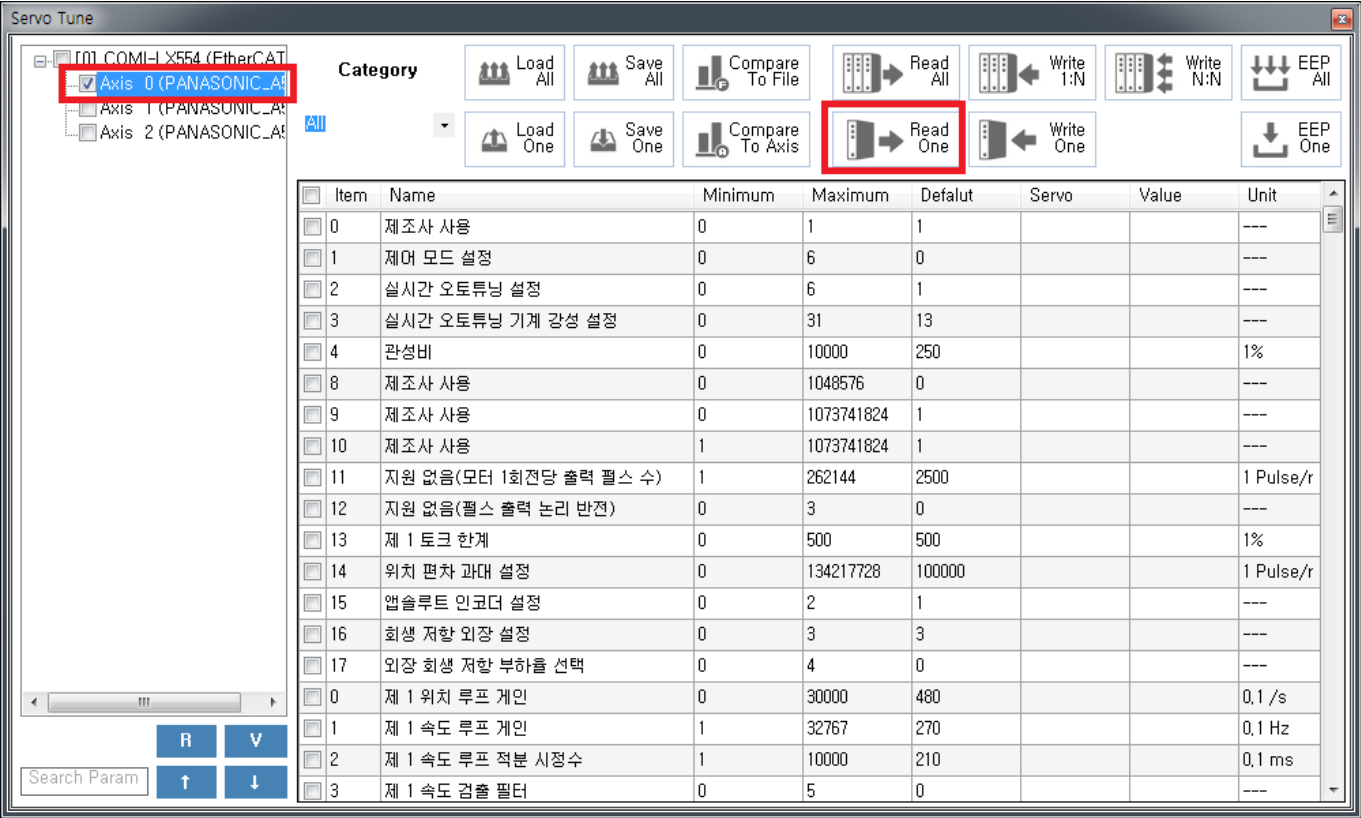 Servo Tune
[0] COMI-LX554 (EtherCAT
Axis 0 (PANASONIC_A5
Axis 1 (PANASONIC_A5
Axis 2 (PANASONIC_A5
Category
All
Load All
Save All
Compare To File
Read All
Write 1:N
Write N:N
EEP All
Load One
Save One
Compare To Axis
Read One
Write One
EEP One
Item Name Minimum Maximum Defalut Servo Value Unit
0 제조사 사용 0 1 1 ---
1 제어 모드 설정 0 6 0 ---
2 실시간 오토튜닝 설정 0 6 1 ---
3 실시간 오토튜닝 기계 강성 설정 0 31 13 ---
4 관성비 0 10000 250 1%
8 제조사 사용 0 1048576 0 ---
9 제조사 사용 0 1073741824 1 ---
10 제조사 사용 1 1073741824 1 ---
11 지원 없음(모터 1회전당 출력 펄스 수) 1 262144 2500 1 Pulse/r
12 지원 없음(펄스 출력 논리 반전) 0 3 0 ---
13 제 1 토크 한계 0 500 500 1%
14 위치 편차 과대 설정 0 134217728 100000 1 Pulse/r
15 앱솔루트 인코더 설정 0 2 1 ---
16 회생 저항 외장 설정 0 3 3 ---
17 외장 회생 저항 부하율 선택 0 4 0 ---
0 제 1 위치 루프 게인 0 30000 480 0.1 /s
1 제 1 속도 루프 게인 1 32767 270 0.1 Hz
2 제 1 속도 루프 적분 시정수 1 10000 210 0.1 ms
3 제 1 속도 검출 필터 0 5 0 ---
R V
Search Param ↑ ↓